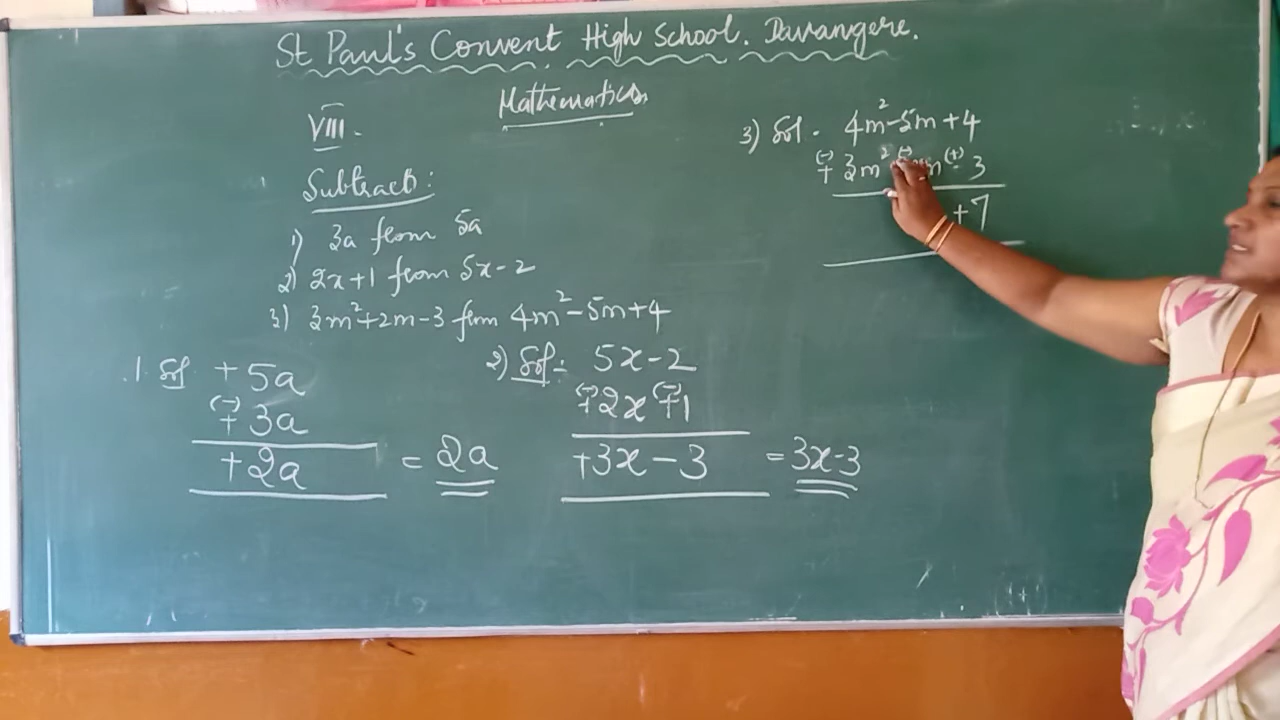 St Paul's Convent High School. Davangere.
Mathematics
VIII.
Subtract:
1) 3a from 5a
2) 2x+1 from 5x-2
3) 3m²+2m-3 from 4m²-5m+4
1. Sol +5a
(-)
+3a
+2a = 2a
2) Sol:- 5x-2
(-) (-)
+2x+1
+3x-3 = 3x-3
3) Sol. 4m²-5m+4
(-) (-) (+)
+3m² m - 3
+7